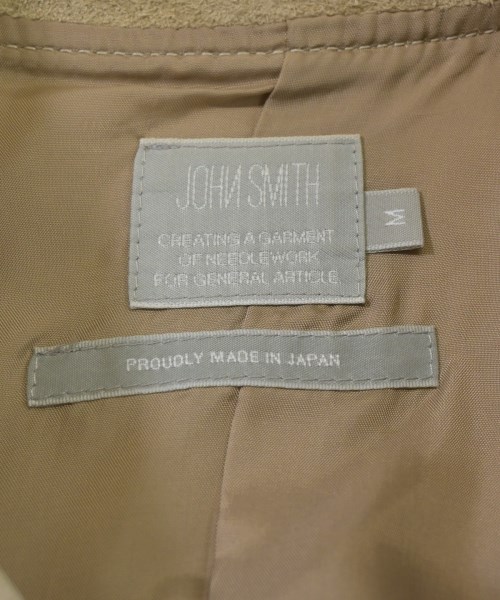 JOHN SMITH
CREATING A GARMENT
OF NEEDLEWORK
FOR GENERAL ARTICLE
M
PROUDLY MADE IN JAPAN